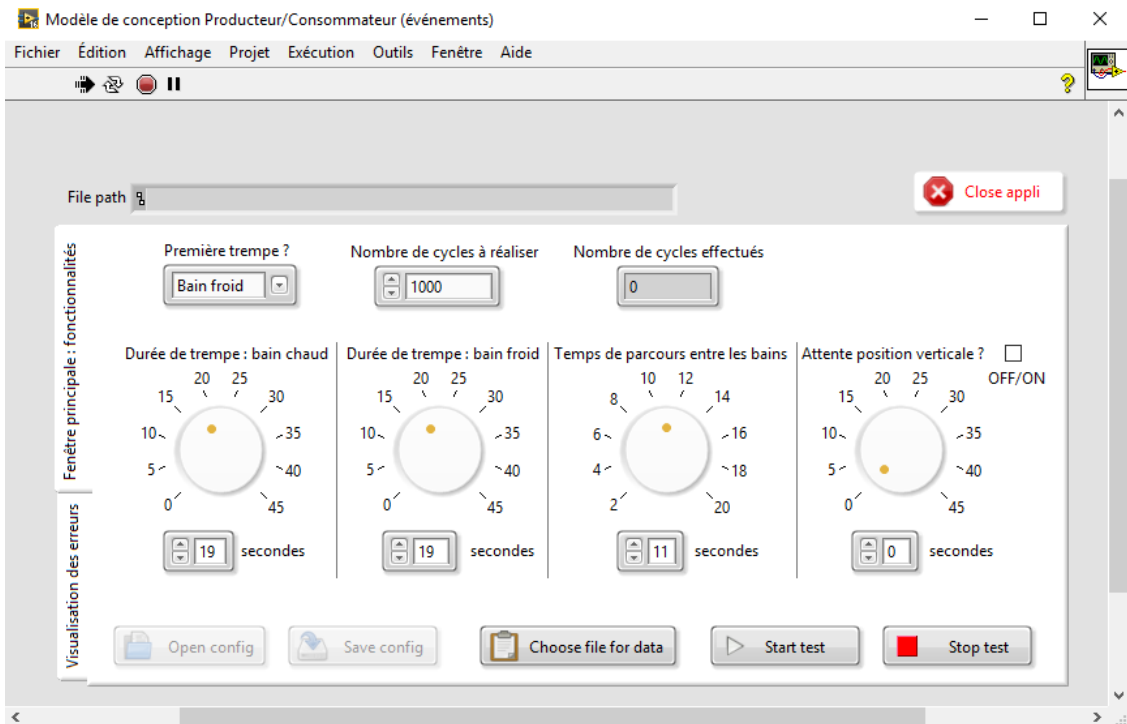 Modèle de conception Producteur/Consommateur (événements)
Fichier Édition Affichage Projet Exécution Outils Fenêtre Aide
File path
Close appli
Fenêtre principale : fonctionnalités
Visualisation des erreurs
Première trempe ?
Bain froid
Nombre de cycles à réaliser
1000
Nombre de cycles effectués
0
Durée de trempe : bain chaud
0 5 10 15 20 25 30 35 40 45
19 secondes
Durée de trempe : bain froid
0 5 10 15 20 25 30 35 40 45
19 secondes
Temps de parcours entre les bains
2 4 6 8 10 12 14 16 18 20
11 secondes
Attente position verticale ?
OFF/ON
0 5 10 15 20 25 30 35 40 45
0 secondes
Open config
Save config
Choose file for data
Start test
Stop test